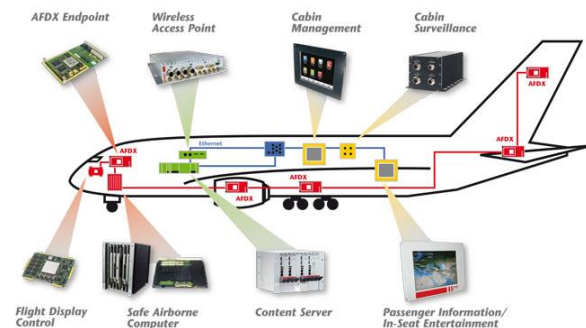 AFDX Endpoint
Wireless
Access Point
Cabin
Management
Cabin
Surveillance
AFDX
Ethernet
AFDX
AFDX
AFDX
AFDX
Flight Display
Control
Safe Airborne
Computer
Content Server
Passenger Information/
In-Seat Entertainment